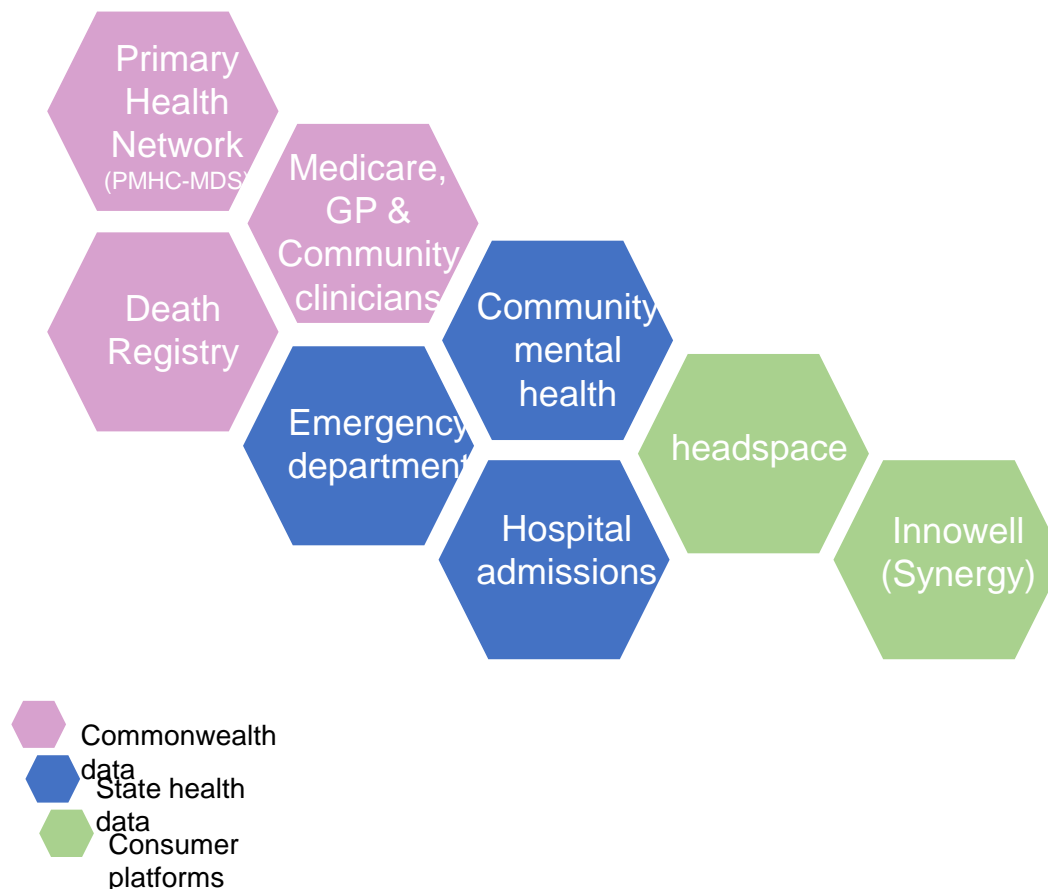 Primary
Health
Network
(PMHC-MDS)
Medicare,
GP &
Community
clinicians
Death
Registry
Community
mental
health
Emergency
department
headspace
Hospital
admissions
Innowell
(Synergy)
Commonwealth
data
State health
data
Consumer
platforms